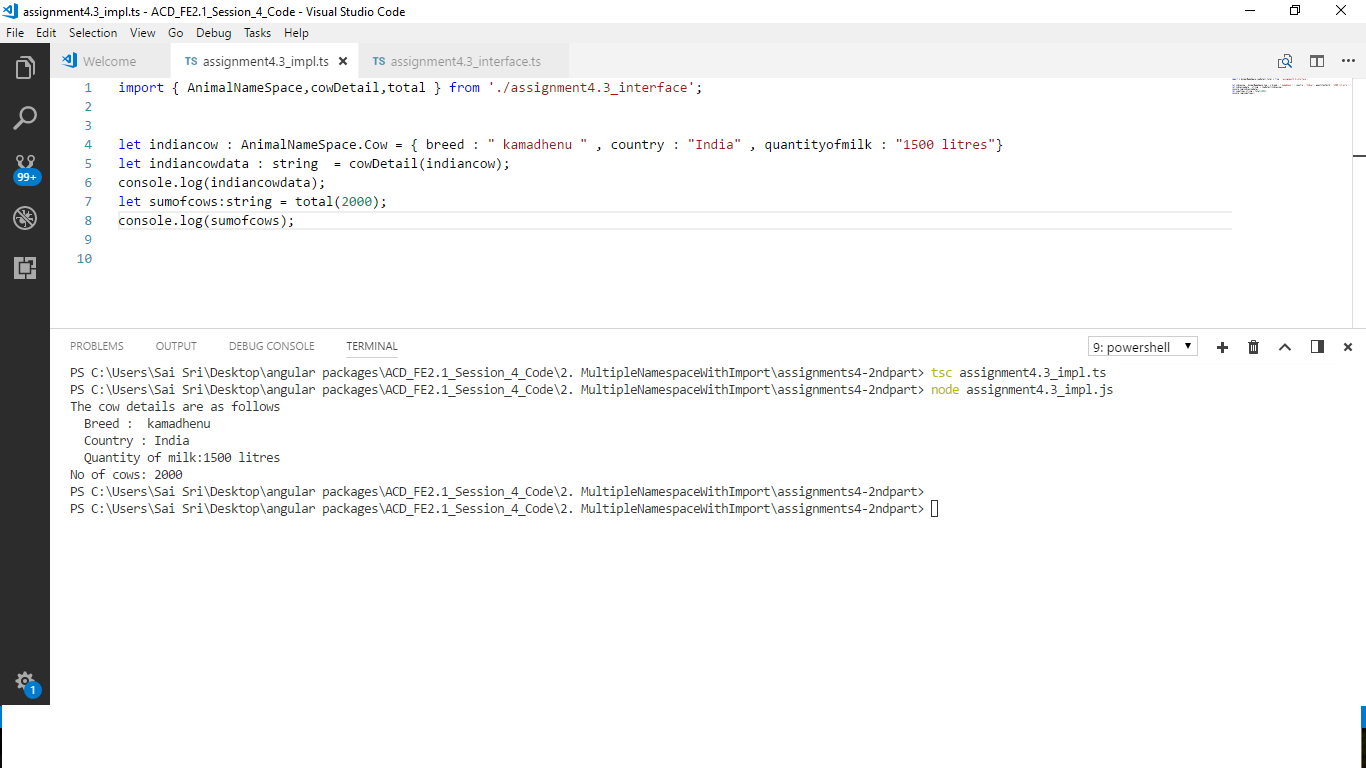 assignment4.3_impl.ts - ACD_FE2.1_Session_4_Code - Visual Studio Code
File Edit Selection View Go Debug Tasks Help
Welcome TS assignment4.3_impl.ts TS assignment4.3_interface.ts
1 import { AnimalNameSpace,cowDetail,total } from './assignment4.3_interface';
2
3
4 let indiancow : AnimalNameSpace.Cow = { breed : " kamadhenu " , country : "India" , quantityofmilk : "1500 litres"}
5 let indiancowdata : string  = cowDetail(indiancow);
6 console.log(indiancowdata);
7 let sumofcows:string = total(2000);
8 console.log(sumofcows);
9
10
99+
PROBLEMS OUTPUT DEBUG CONSOLE TERMINAL 9: powershell
PS C:\Users\Sai Sri\Desktop\angular packages\ACD_FE2.1_Session_4_Code\2. MultipleNamespaceWithImport\assignments4-2ndpart> tsc assignment4.3_impl.ts
PS C:\Users\Sai Sri\Desktop\angular packages\ACD_FE2.1_Session_4_Code\2. MultipleNamespaceWithImport\assignments4-2ndpart> node assignment4.3_impl.js
The cow details are as follows
  Breed :  kamadhenu
  Country : India
  Quantity of milk:1500 litres
No of cows: 2000
PS C:\Users\Sai Sri\Desktop\angular packages\ACD_FE2.1_Session_4_Code\2. MultipleNamespaceWithImport\assignments4-2ndpart>
PS C:\Users\Sai Sri\Desktop\angular packages\ACD_FE2.1_Session_4_Code\2. MultipleNamespaceWithImport\assignments4-2ndpart>
1